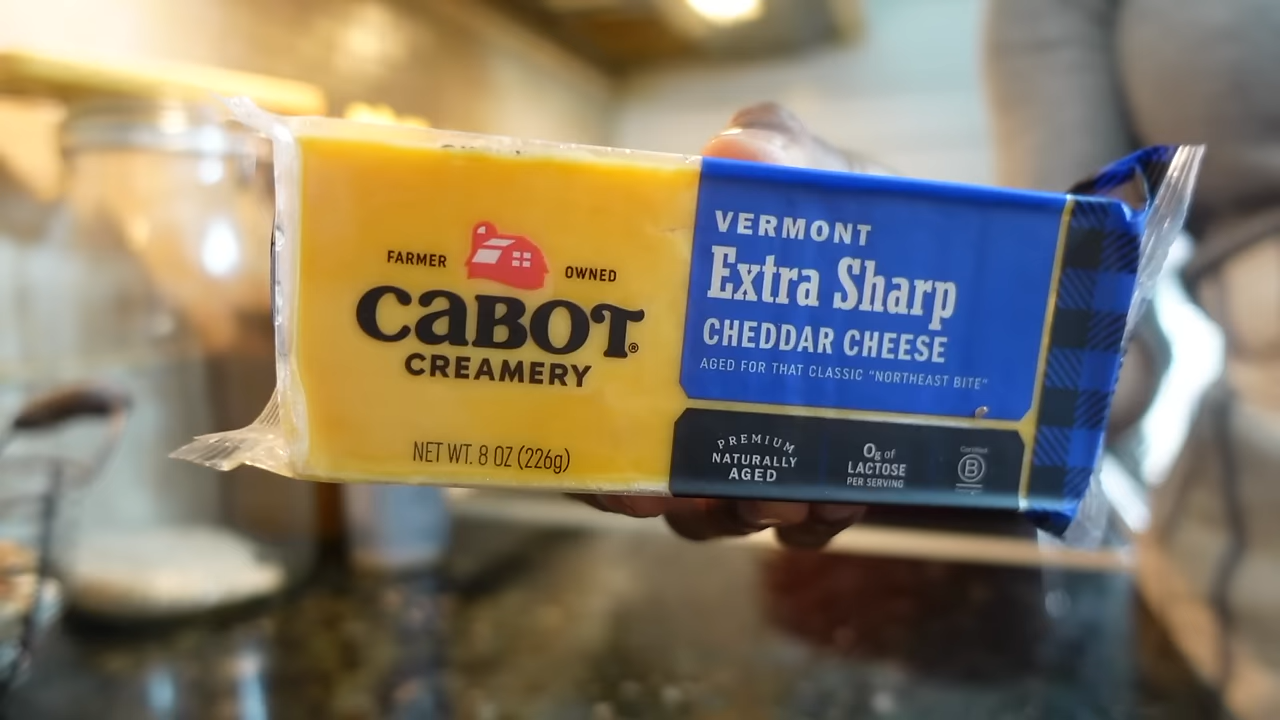 FARMER OWNED
CABOT®
CREAMERY
NET WT. 8 OZ (226g)
VERMONT
Extra Sharp
CHEDDAR CHEESE
AGED FOR THAT CLASSIC "NORTHEAST BITE"
PREMIUM
NATURALLY
AGED
0g of
LACTOSE
PER SERVING
Certified
B